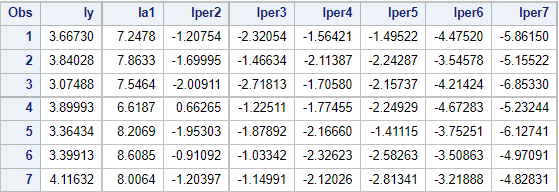 Obs ly la1 lper2 lper3 lper4 lper5 lper6 lper7
1 3.66730 7.2478 -1.20754 -2.32054 -1.56421 -1.49522 -4.47520 -5.86150
2 3.84028 7.8633 -1.69995 -1.46634 -2.11387 -2.24287 -3.54578 -5.15522
3 3.07488 7.5464 -2.00911 -2.71813 -1.70580 -2.15737 -4.21424 -6.85330
4 3.89993 6.6187 0.66265 -1.22511 -1.77455 -2.24929 -4.67283 -5.23244
5 3.36434 8.2069 -1.95303 -1.87892 -2.16660 -1.41115 -3.75251 -6.12741
6 3.39913 8.6085 -0.91092 -1.03342 -2.32623 -2.58263 -3.50863 -4.97091
7 4.11632 8.0064 -1.20397 -1.14991 -2.12026 -2.81341 -3.21888 -4.82831